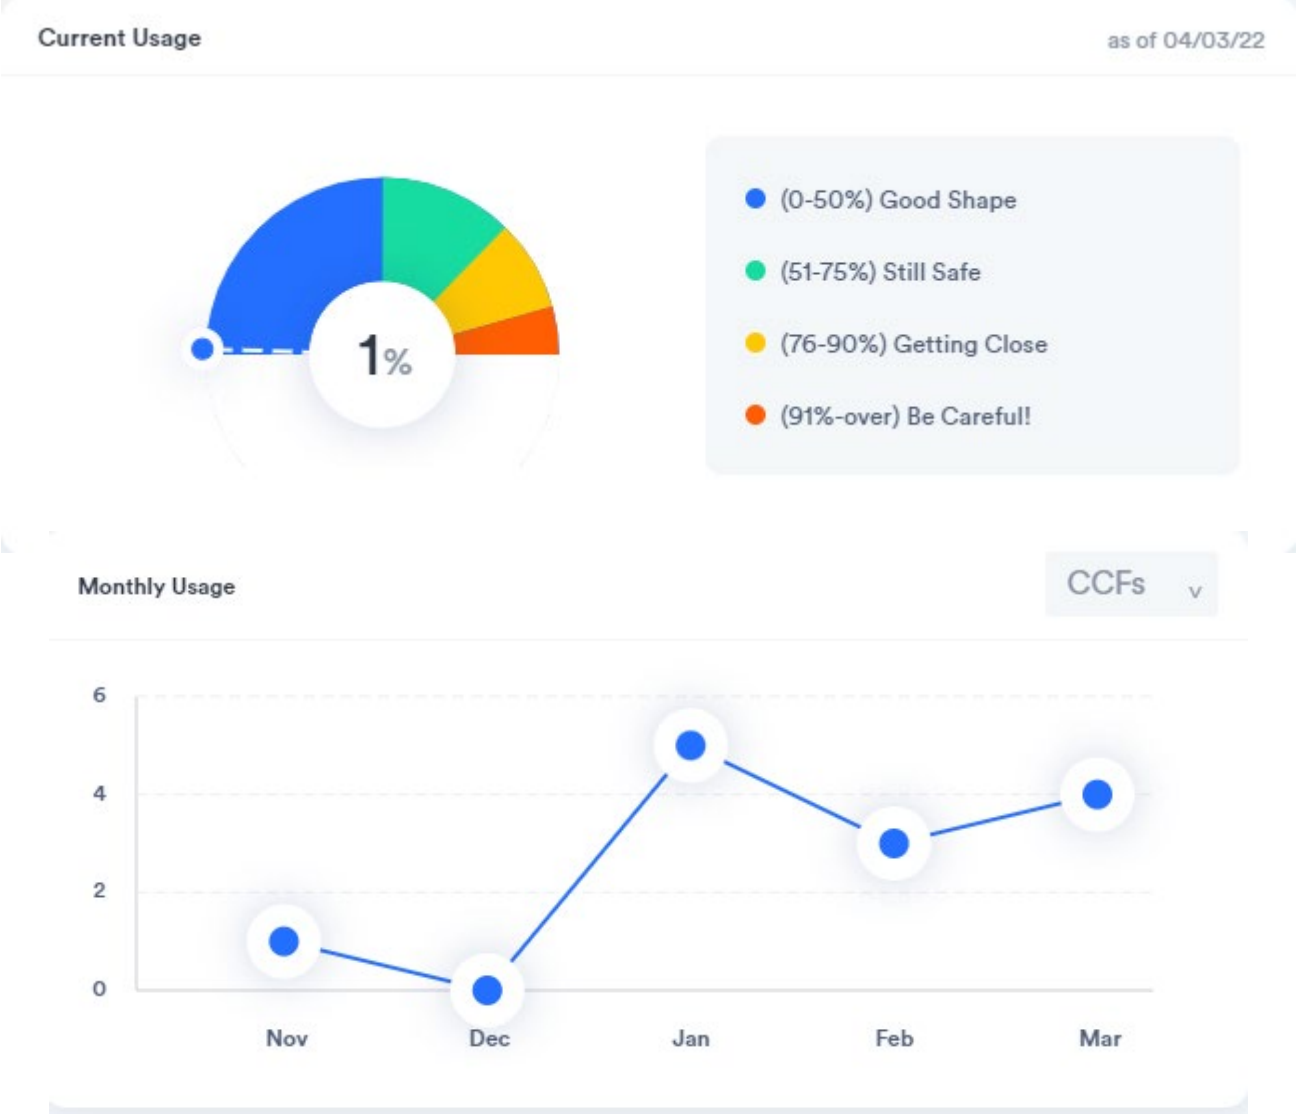 Current Usage
as of 04/03/22
1%
(0-50%) Good Shape
(51-75%) Still Safe
(76-90%) Getting Close
(91%-over) Be Careful!
Monthly Usage
CCFs v
6
4
2
0
Nov Dec Jan Feb Mar